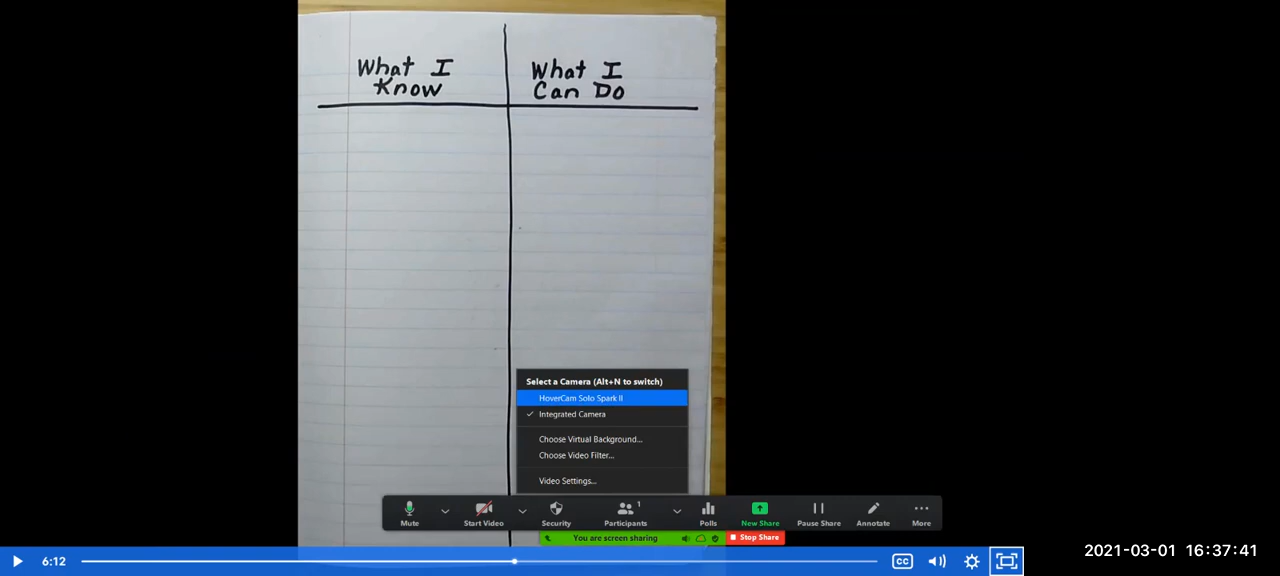 What I
Know
What I
Can Do
Select a Camera (Alt+N to switch)
HoverCam Solo Spark II
Integrated Camera
Choose Virtual Background...
Choose Video Filter...
Video Settings...
Mute
Start Video
Security
Participants
1
Polls
New Share
Pause Share
Annotate
More
You are screen sharing
Stop Share
6:12
CC
2021-03-01 16:37:41